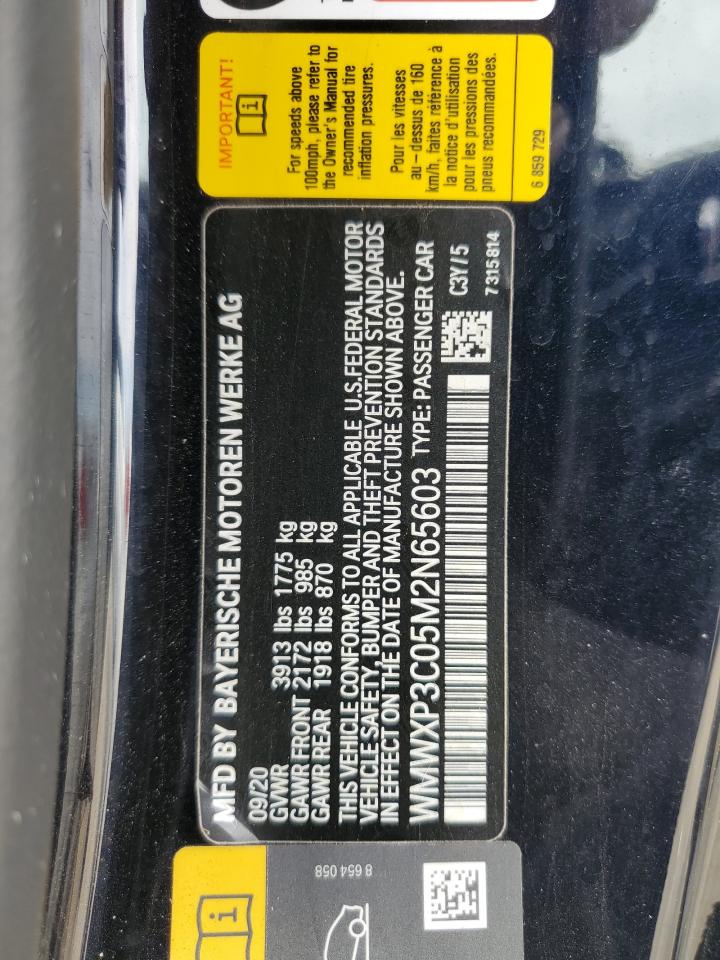 IMPORTANT!
For speeds above
100mph, please refer to
the Owner's Manual for
recommended tire
inflation pressures.
Pour les vitesses
au-dessus de 160
km/h, faites référence à
la notice d'utilisation
pour les pressions des
pneus recommandées.
6 859 729
MFD BY BAYERISCHE MOTOREN WERKE AG
09/20
GVWR 3913 lbs 1775 kg
GAWR FRONT 2172 lbs 985 kg
GAWR REAR 1918 lbs 870 kg
THIS VEHICLE CONFORMS TO ALL APPLICABLE U.S.FEDERAL MOTOR
VEHICLE SAFETY, BUMPER AND THEFT PREVENTION STANDARDS
IN EFFECT ON THE DATE OF MANUFACTURE SHOWN ABOVE.
WMWXP3C05M2N65603 TYPE: PASSENGER CAR
C3Y/5
7 315 814
8 654 058